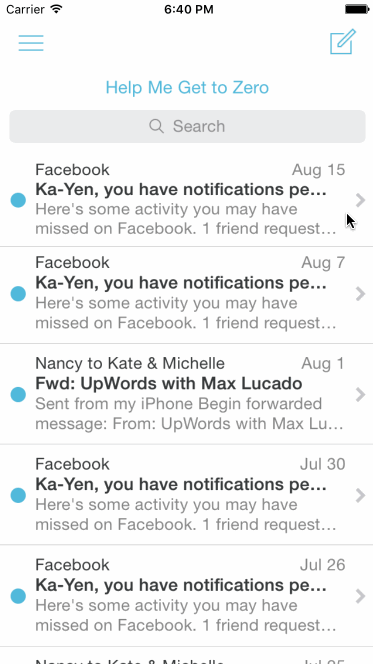 Carrier 6:40 PM
Help Me Get to Zero
Search
Facebook Aug 15
Ka-Yen, you have notifications pe...
Here's some activity you may have
missed on Facebook. 1 friend request...
Facebook Aug 7
Ka-Yen, you have notifications pe...
Here's some activity you may have
missed on Facebook. 1 friend request...
Nancy to Kate & Michelle Aug 1
Fwd: UpWords with Max Lucado
Sent from my iPhone Begin forwarded
message: From: UpWords with Max Lu...
Facebook Jul 30
Ka-Yen, you have notifications pe...
Here's some activity you may have
missed on Facebook. 1 friend request...
Facebook Jul 26
Ka-Yen, you have notifications pe...
Here's some activity you may have
missed on Facebook. 1 friend request...
Nancy to Kate & Michelle Jul 25